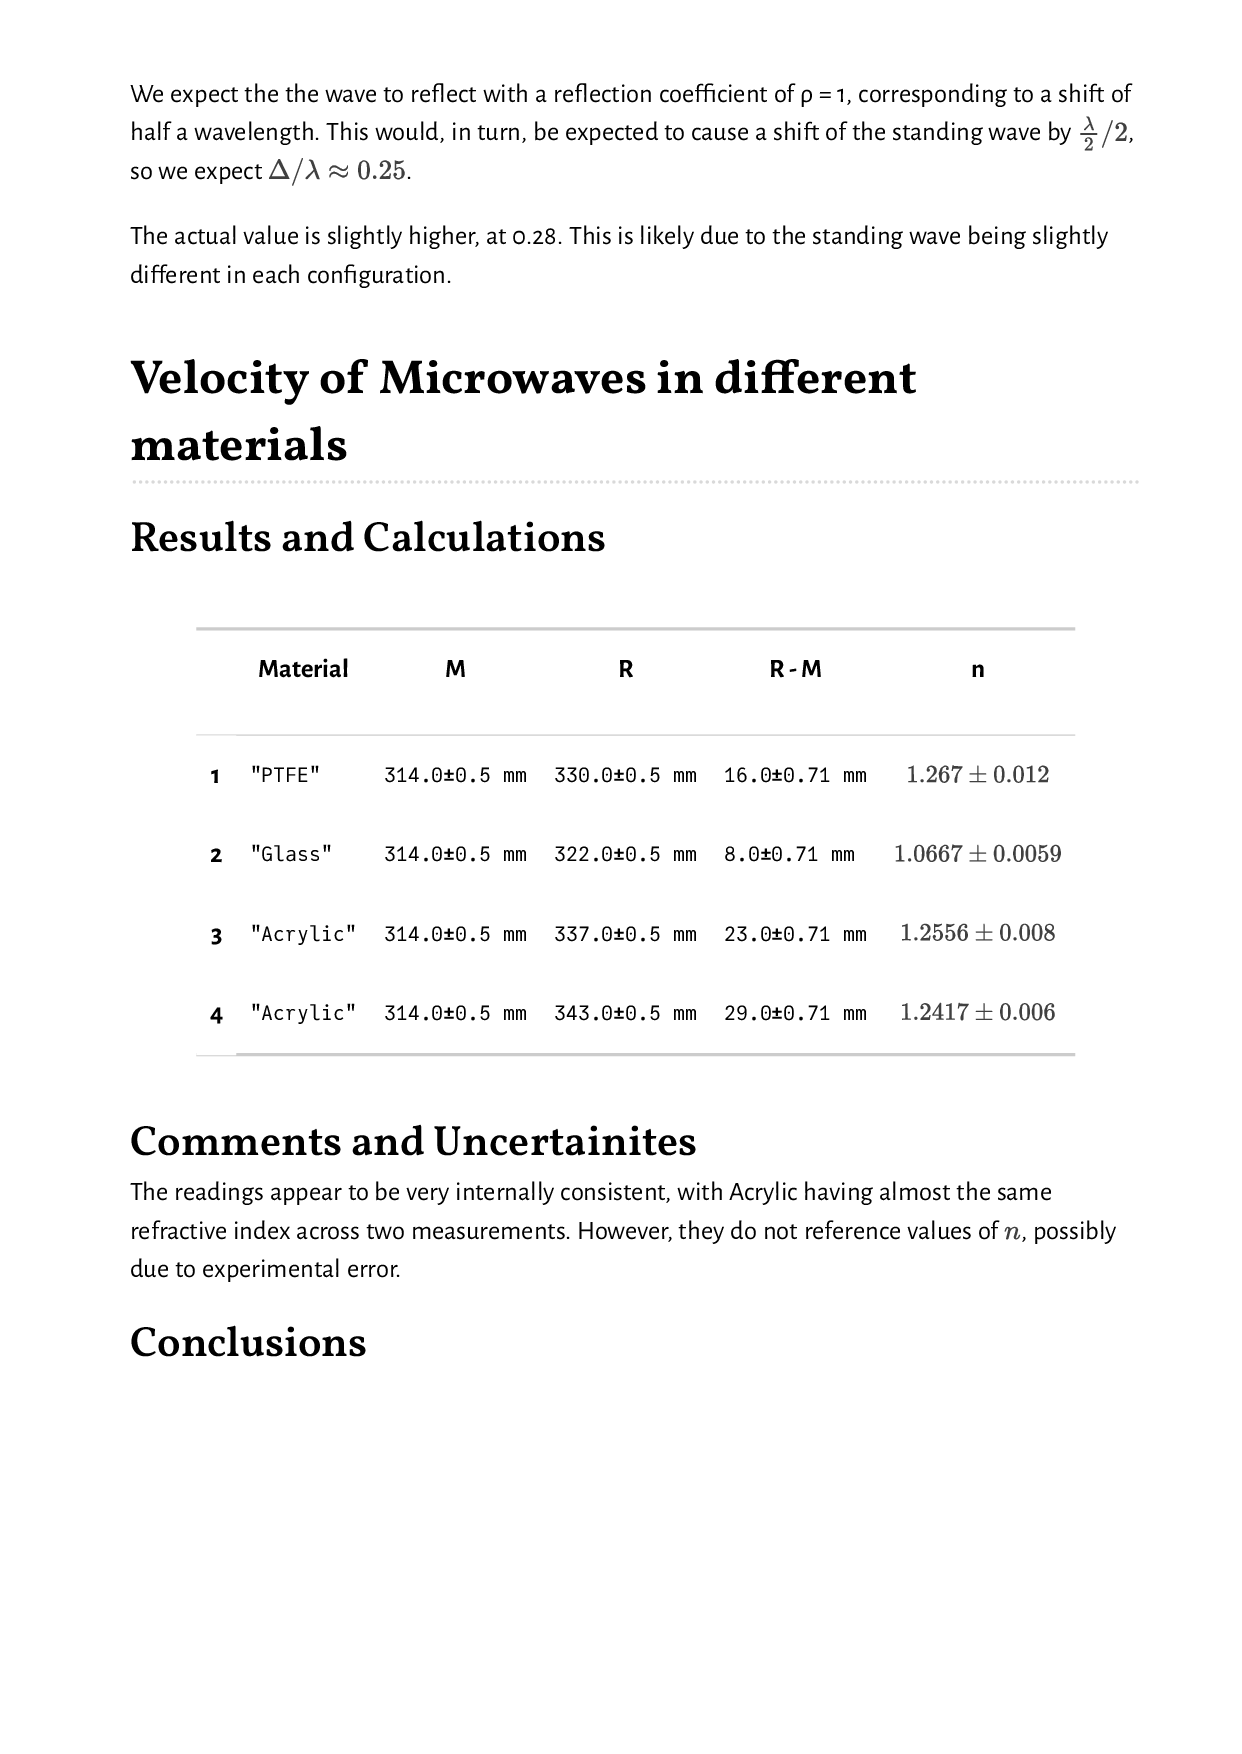 We expect the the wave to reflect with a reflection coefficient of ρ = 1, corresponding to a shift of
half a wavelength. This would, in turn, be expected to cause a shift of the standing wave by λ/2 /2,
so we expect Δ/λ ≈ 0.25.
The actual value is slightly higher, at 0.28. This is likely due to the standing wave being slightly
different in each configuration.
Velocity of Microwaves in different
materials
Results and Calculations
Material M R R - M n
1 "PTFE" 314.0±0.5 mm 330.0±0.5 mm 16.0±0.71 mm 1.267 ± 0.012
2 "Glass" 314.0±0.5 mm 322.0±0.5 mm 8.0±0.71 mm 1.0667 ± 0.0059
3 "Acrylic" 314.0±0.5 mm 337.0±0.5 mm 23.0±0.71 mm 1.2556 ± 0.008
4 "Acrylic" 314.0±0.5 mm 343.0±0.5 mm 29.0±0.71 mm 1.2417 ± 0.006
Comments and Uncertainites
The readings appear to be very internally consistent, with Acrylic having almost the same
refractive index across two measurements. However, they do not reference values of n, possibly
due to experimental error.
Conclusions